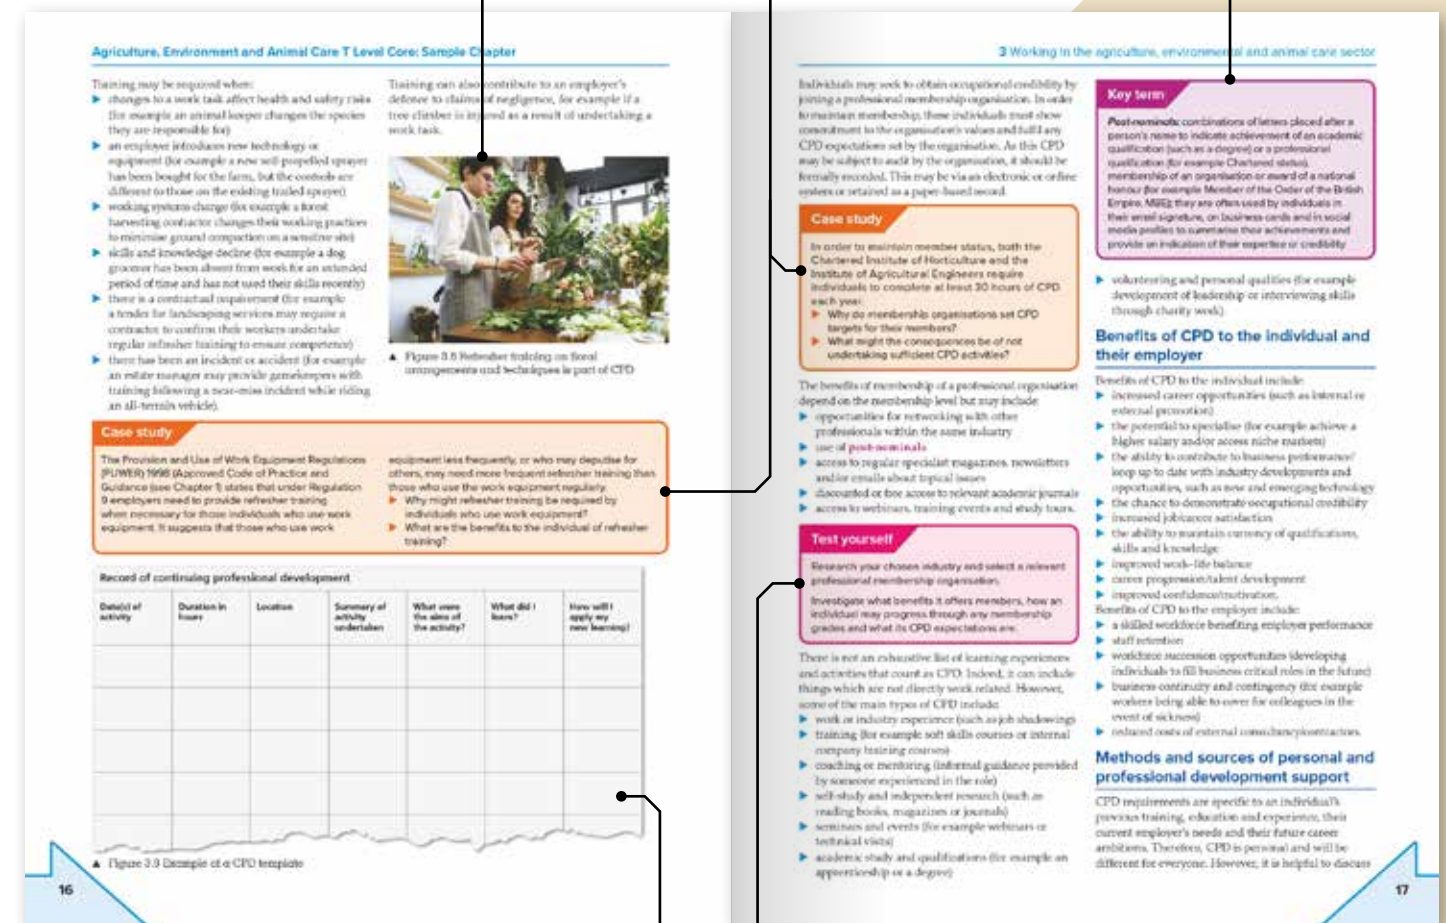 Agriculture, Environment and Animal Care T Level Core: Sample Chapter
Training may be required when:
▶ changes to a work task affect health and safety risks
(for example an animal keeper changes the species
they are responsible for)
▶ an employer introduces new technology or
equipment (for example a new self-propelled sprayer
has been bought for the farm, but the controls are
different to those on the existing trailed sprayer)
▶ working systems change (for example a forest
harvesting contractor changes their working practices
to minimise ground compaction on a sensitive site)
▶ skills and knowledge decline (for example a dog
groomer has been absent from work for an extended
period of time and has not used their skills recently)
▶ there is a contractual requirement (for example
a tender for landscaping services may require a
contractor to confirm their workers undertake
regular refresher training to ensure competence)
▶ there has been an incident or accident (for example
an estate manager may provide gamekeepers with
training following a near-miss incident while riding
an all-terrain vehicle).
Training can also contribute to an employer's
defence to claims of negligence, for example if a
tree climber is injured as a result of undertaking a
work task.
▲ Figure 3.8 Refresher training on floral
arrangements and techniques is part of CPD
Case study
The Provision and Use of Work Equipment Regulations
(PUWER) 1998 (Approved Code of Practice and
Guidance (see Chapter 1) states that under Regulation
9 employers need to provide refresher training
when necessary for those individuals who use work
equipment. It suggests that those who use work
equipment less frequently, or who may deputise for
others, may need more frequent refresher training than
those who use the work equipment regularly.
▶ Why might refresher training be required by
individuals who use work equipment?
▶ What are the benefits to the individual of refresher
training?
Record of continuing professional development
Date(s) of
activity
Duration in
hours
Location
Summary of
activity
undertaken
What were
the aims of
the activity?
What did I
learn?
How will I
apply my
new learning?
▲ Figure 3.9 Example of a CPD template
16
3 Working in the agriculture, environmental and animal care sector
Individuals may seek to obtain occupational credibility by
joining a professional membership organisation. In order
to maintain membership, these individuals must show
commitment to the organisation's values and fulfil any
CPD expectations set by the organisation. As this CPD
may be subject to audit by the organisation, it should be
formally recorded. This may be via an electronic or online
system or retained as a paper-based record.
Case study
In order to maintain member status, both the
Chartered Institute of Horticulture and the
Institute of Agricultural Engineers require
individuals to complete at least 30 hours of CPD
each year.
▶ Why do membership organisations set CPD
targets for their members?
▶ What might the consequences be of not
undertaking sufficient CPD activities?
The benefits of membership of a professional organisation
depend on the membership level but may include:
▶ opportunities for networking with other
professionals within the same industry
▶ use of post-nominals
▶ access to regular specialist magazines, newsletters
and/or emails about topical issues
▶ discounted or free access to relevant academic journals
▶ access to webinars, training events and study tours.
Test yourself
Research your chosen industry and select a relevant
professional membership organisation.
Investigate what benefits it offers members, how an
individual may progress through any membership
grades and what its CPD expectations are.
There is not an exhaustive list of learning experiences
and activities that count as CPD. Indeed, it can include
things which are not directly work related. However,
some of the main types of CPD include:
▶ work or industry experience (such as job shadowing)
▶ training (for example soft skills courses or internal
company training courses)
▶ coaching or mentoring (informal guidance provided
by someone experienced in the role)
▶ self-study and independent research (such as
reading books, magazines or journals)
▶ seminars and events (for example webinars or
technical visits)
▶ academic study and qualifications (for example an
apprenticeship or a degree)
Key term
Post-nominals: combinations of letters placed after a
person's name to indicate achievement of an academic
qualification (such as a degree) or a professional
qualification (for example Chartered status),
membership of an organisation or award of a national
honour (for example Member of the Order of the British
Empire, MBE); they are often used by individuals in
their email signature, on business cards and in social
media profiles to summarise their achievements and
provide an indication of their expertise or credibility
▶ volunteering and personal qualities (for example
development of leadership or interviewing skills
through charity work).
Benefits of CPD to the individual and
their employer
Benefits of CPD to the individual include:
▶ increased career opportunities (such as internal or
external promotion)
▶ the potential to specialise (for example achieve a
higher salary and/or access niche markets)
▶ the ability to contribute to business performance/
keep up to date with industry developments and
opportunities, such as new and emerging technology
▶ the chance to demonstrate occupational credibility
▶ increased job/career satisfaction
▶ the ability to maintain currency of qualifications,
skills and knowledge
▶ improved work–life balance
▶ career progression/talent development
▶ improved confidence/motivation.
Benefits of CPD to the employer include:
▶ a skilled workforce benefiting employer performance
▶ staff retention
▶ workforce succession opportunities (developing
individuals to fill business critical roles in the future)
▶ business continuity and contingency (for example
workers being able to cover for colleagues in the
event of sickness)
▶ reduced costs of external consultancy/contractors.
Methods and sources of personal and
professional development support
CPD requirements are specific to an individual's
previous training, education and experience, their
current employer's needs and their future career
ambitions. Therefore, CPD is personal and will be
different for everyone. However, it is helpful to discuss
17